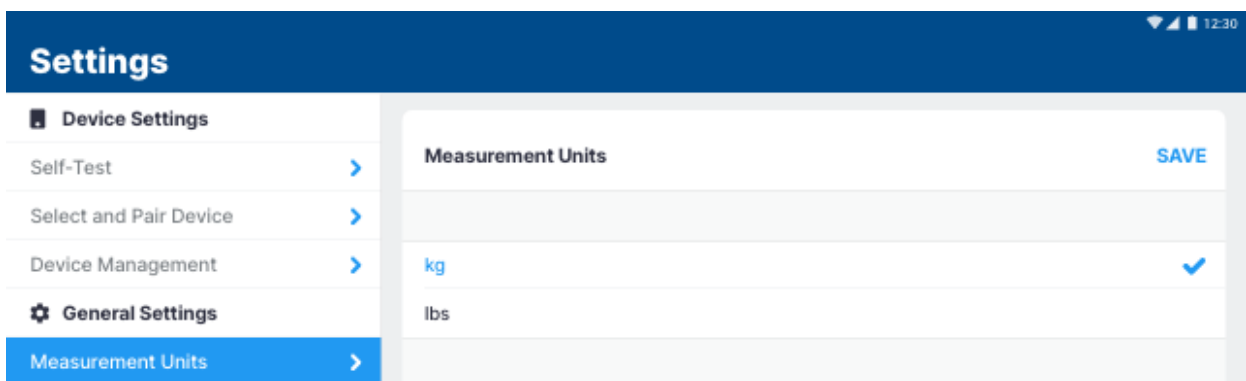 12:30
Settings
Device Settings
Self-Test
Select and Pair Device
Device Management
General Settings
Measurement Units
Measurement Units SAVE
kg
lbs